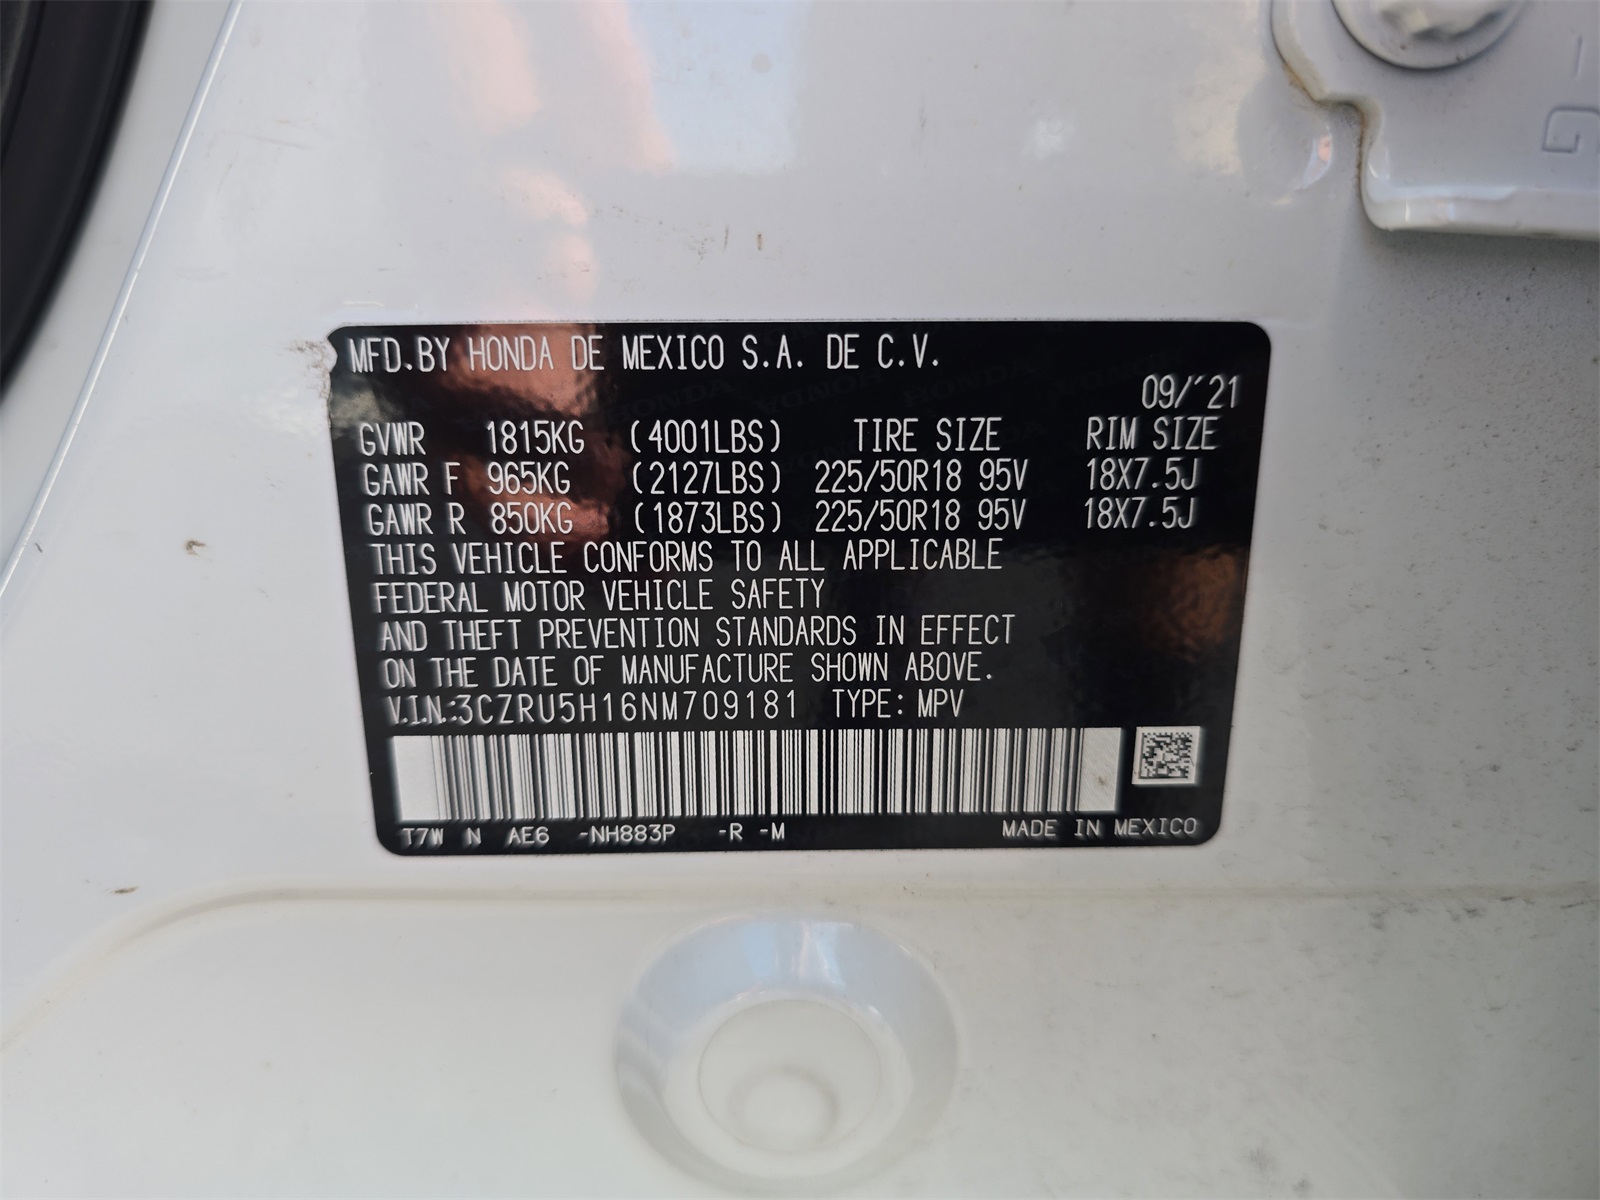 MFD.BY HONDA DE MEXICO S.A. DE C.V.
09/'21
GVWR 1815KG (4001LBS) TIRE SIZE RIM SIZE
GAWR F 965KG (2127LBS) 225/50R18 95V 18X7.5J
GAWR R 850KG (1873LBS) 225/50R18 95V 18X7.5J
THIS VEHICLE CONFORMS TO ALL APPLICABLE
FEDERAL MOTOR VEHICLE SAFETY
AND THEFT PREVENTION STANDARDS IN EFFECT
ON THE DATE OF MANUFACTURE SHOWN ABOVE.
V.I.N.:3CZRU5H16NM709181 TYPE: MPV
T7W N AE6 -NH883P -R -M MADE IN MEXICO